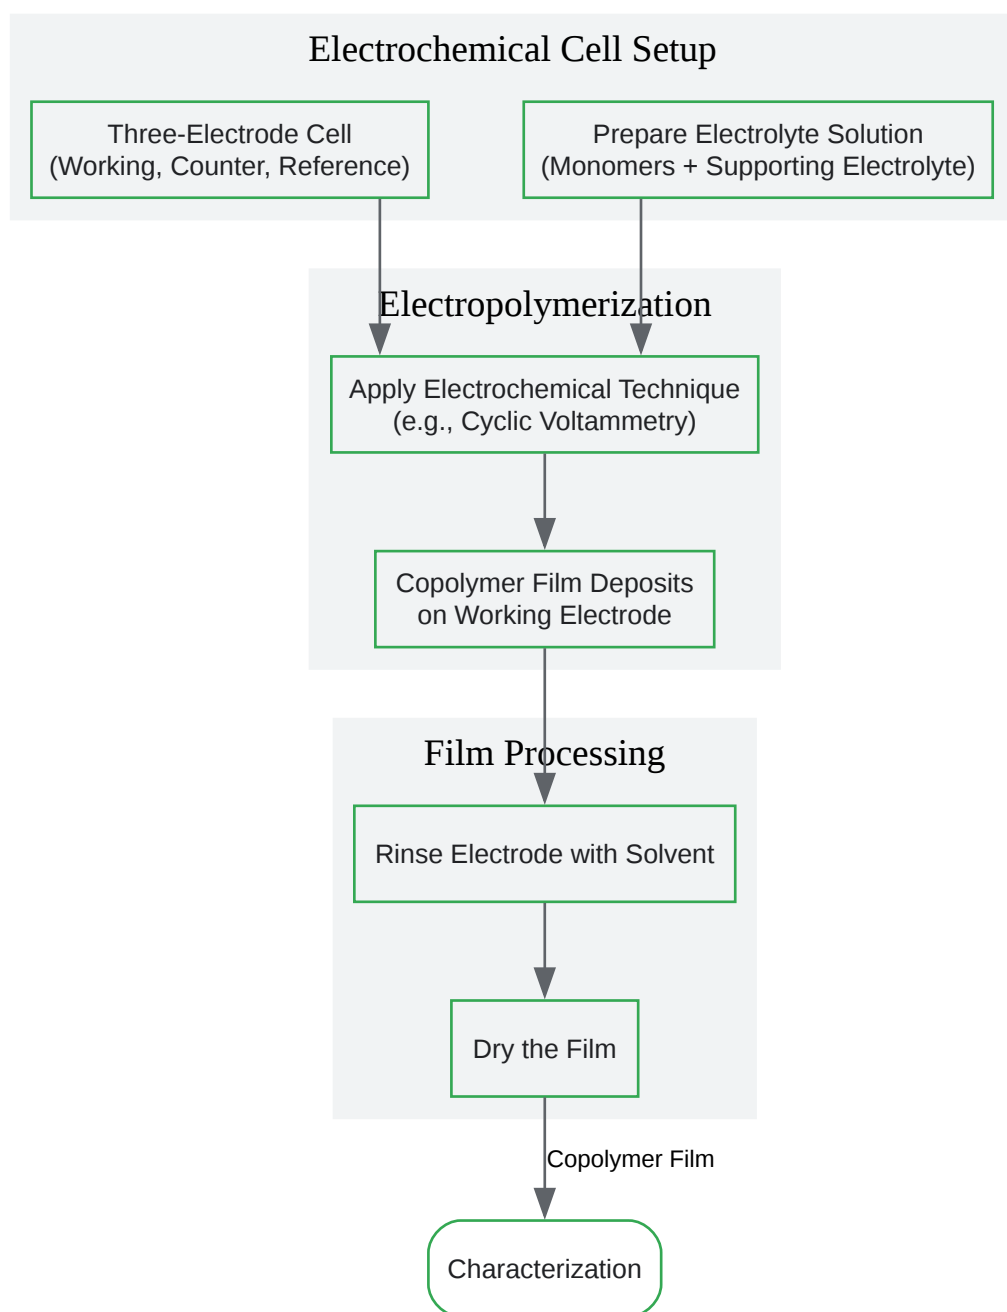 Electrochemical Cell Setup
Three-Electrode Cell
(Working, Counter, Reference)
Prepare Electrolyte Solution
(Monomers + Supporting Electrolyte)
Electropolymerization
Apply Electrochemical Technique
(e.g., Cyclic Voltammetry)
Copolymer Film Deposits
on Working Electrode
Film Processing
Rinse Electrode with Solvent
Dry the Film
Copolymer Film
Characterization